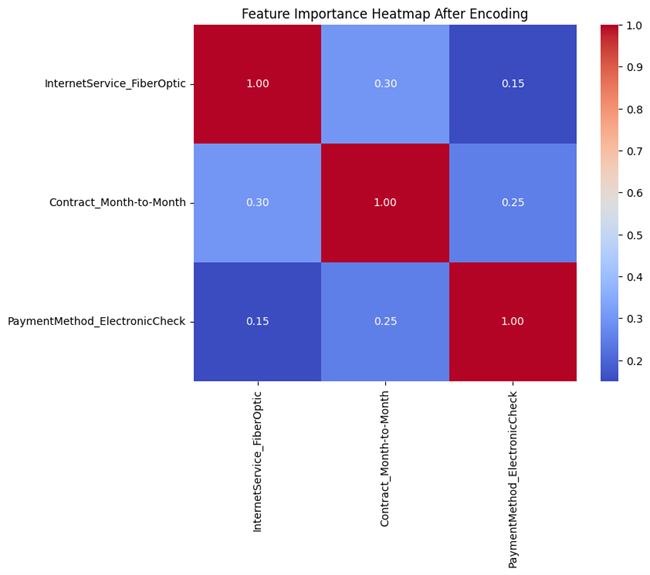 Feature Importance Heatmap After Encoding
InternetService_FiberOptic
1.00
0.30
0.15
Contract_Month-to-Month
0.30
1.00
0.25
PaymentMethod_ElectronicCheck
0.15
0.25
1.00
InternetService_FiberOptic
Contract_Month-to-Month
PaymentMethod_ElectronicCheck
1.0
0.9
0.8
0.7
0.6
0.5
0.4
0.3
0.2